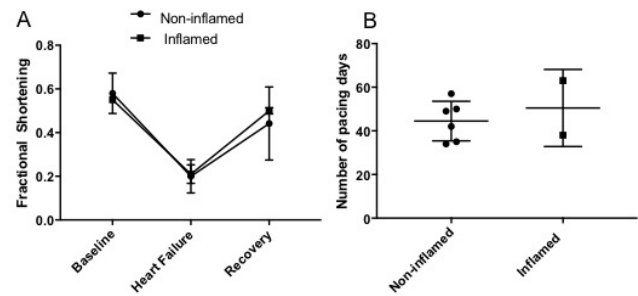 A
Non-inflamed
Inflamed
Fractional Shortening
0.8
0.6
0.4
0.2
0.0
Baseline
Heart Failure
Recovery
B
Number of pacing days
80
60
40
20
0
Non-inflamed
Inflamed